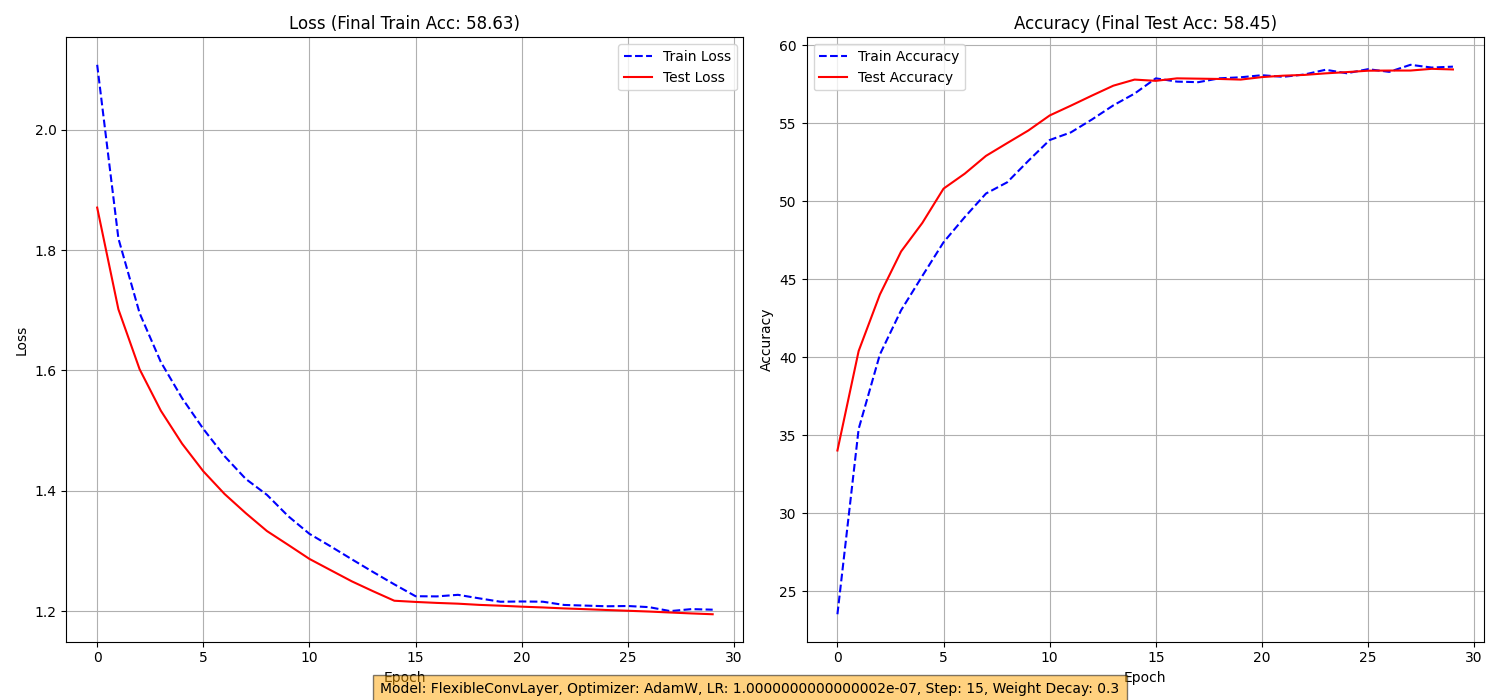 Loss (Final Train Acc: 58.63)
Train Loss
Test Loss
Loss
2.0
1.8
1.6
1.4
1.2
0 5 10 15 20 25 30
Epoch
Accuracy (Final Test Acc: 58.45)
Train Accuracy
Test Accuracy
Accuracy
60
55
50
45
40
35
30
25
0 5 10 15 20 25 30
Epoch
Model: FlexibleConvLayer, Optimizer: AdamW, LR: 1.0000000000000002e-07, Step: 15, Weight Decay: 0.3